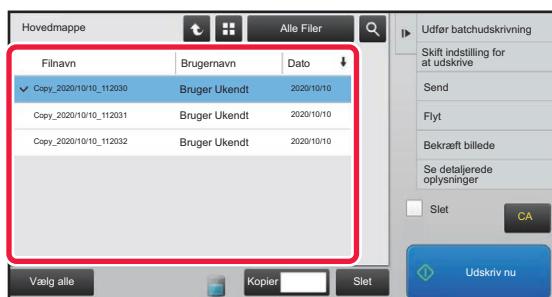 Hovedmappe
Alle Filer
Filnavn Brugernavn Dato
Copy_2020/10/10_112030 Bruger Ukendt 2020/10/10
Copy_2020/10/10_112031 Bruger Ukendt 2020/10/10
Copy_2020/10/10_112032 Bruger Ukendt 2020/10/10
Vælg alle
Kopier
Slet
Udfør batchudskrivning
Skift indstilling for
at udskrive
Send
Flyt
Bekræft billede
Se detaljerede
oplysninger
Slet
CA
Udskriv nu